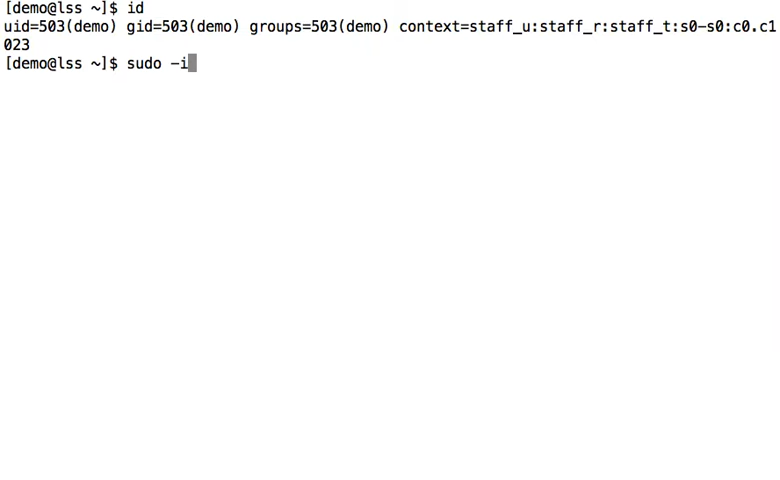 [demo@lss ~]$ id
uid=503(demo) gid=503(demo) groups=503(demo) context=staff_u:staff_r:staff_t:s0-s0:c0.c1
023
[demo@lss ~]$ sudo -i